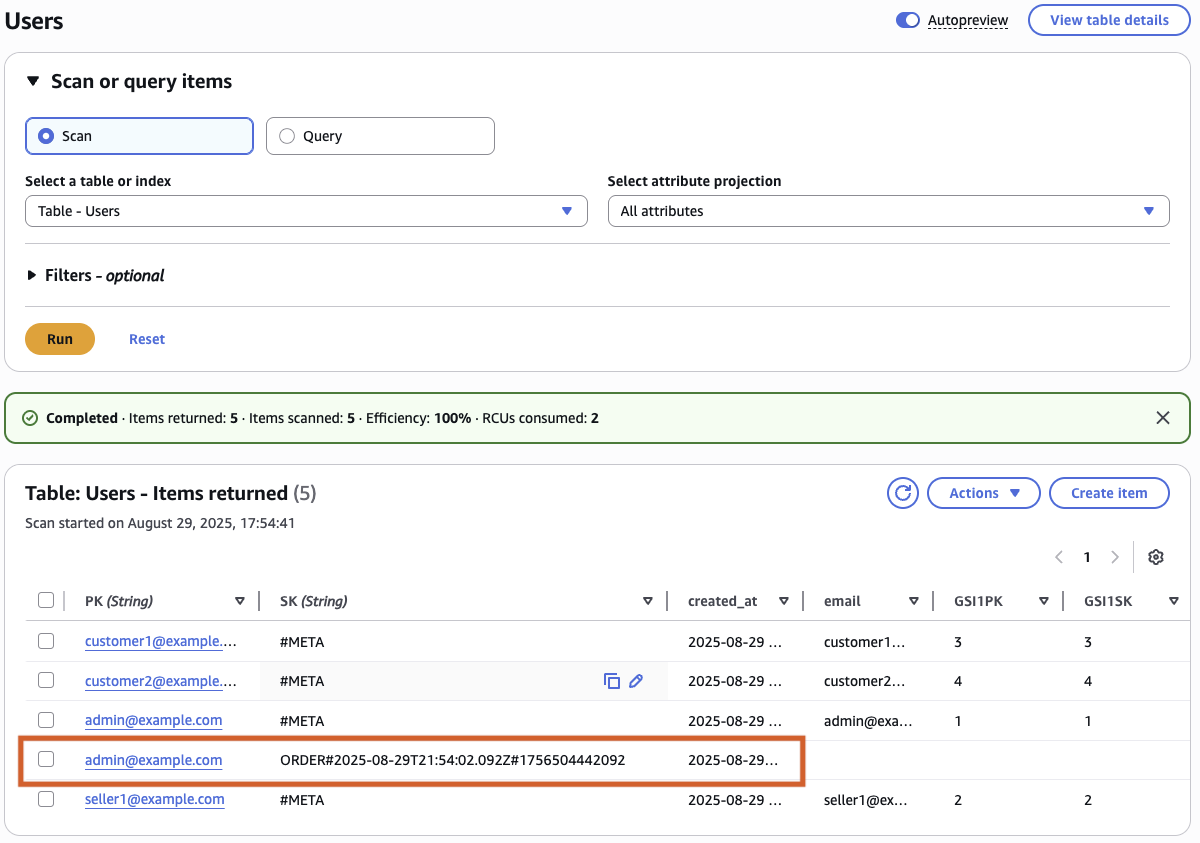 Users Autopreview View table details
Scan or query items
Scan Query
Select a table or index Select attribute projection
Table - Users All attributes
Filters - optional
Run Reset
Completed · Items returned: 5 · Items scanned: 5 · Efficiency: 100% · RCUs consumed: 2
Table: Users - Items returned (5) Actions Create item
Scan started on August 29, 2025, 17:54:41
1
PK (String) SK (String) created_at email GSI1PK GSI1SK
customer1@example.... #META 2025-08-29 ... customer1... 3 3
customer2@example.... #META 2025-08-29 ... customer2... 4 4
admin@example.com #META 2025-08-29 ... admin@exa... 1 1
admin@example.com ORDER#2025-08-29T21:54:02.092Z#1756504442092 2025-08-29...
seller1@example.com #META 2025-08-29 ... seller1@ex... 2 2